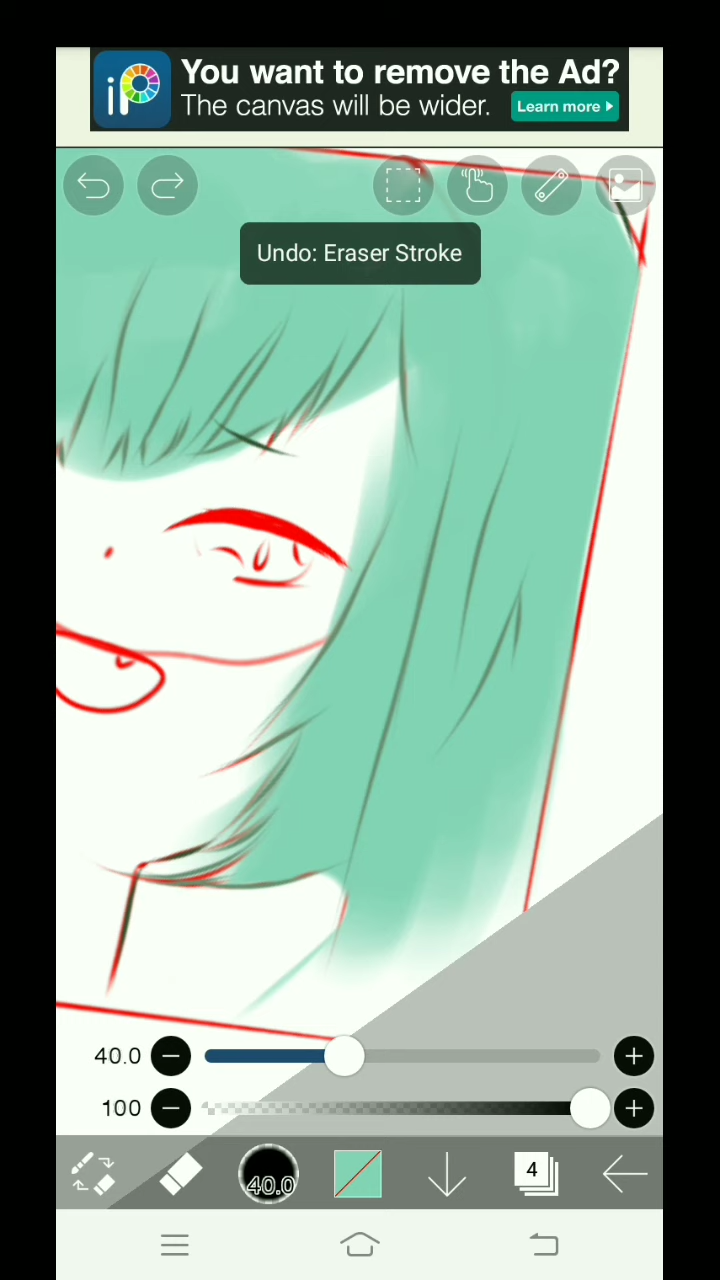 iP
You want to remove the Ad?
The canvas will be wider.
Learn more
Undo: Eraser Stroke
40.0
100
40.0
4